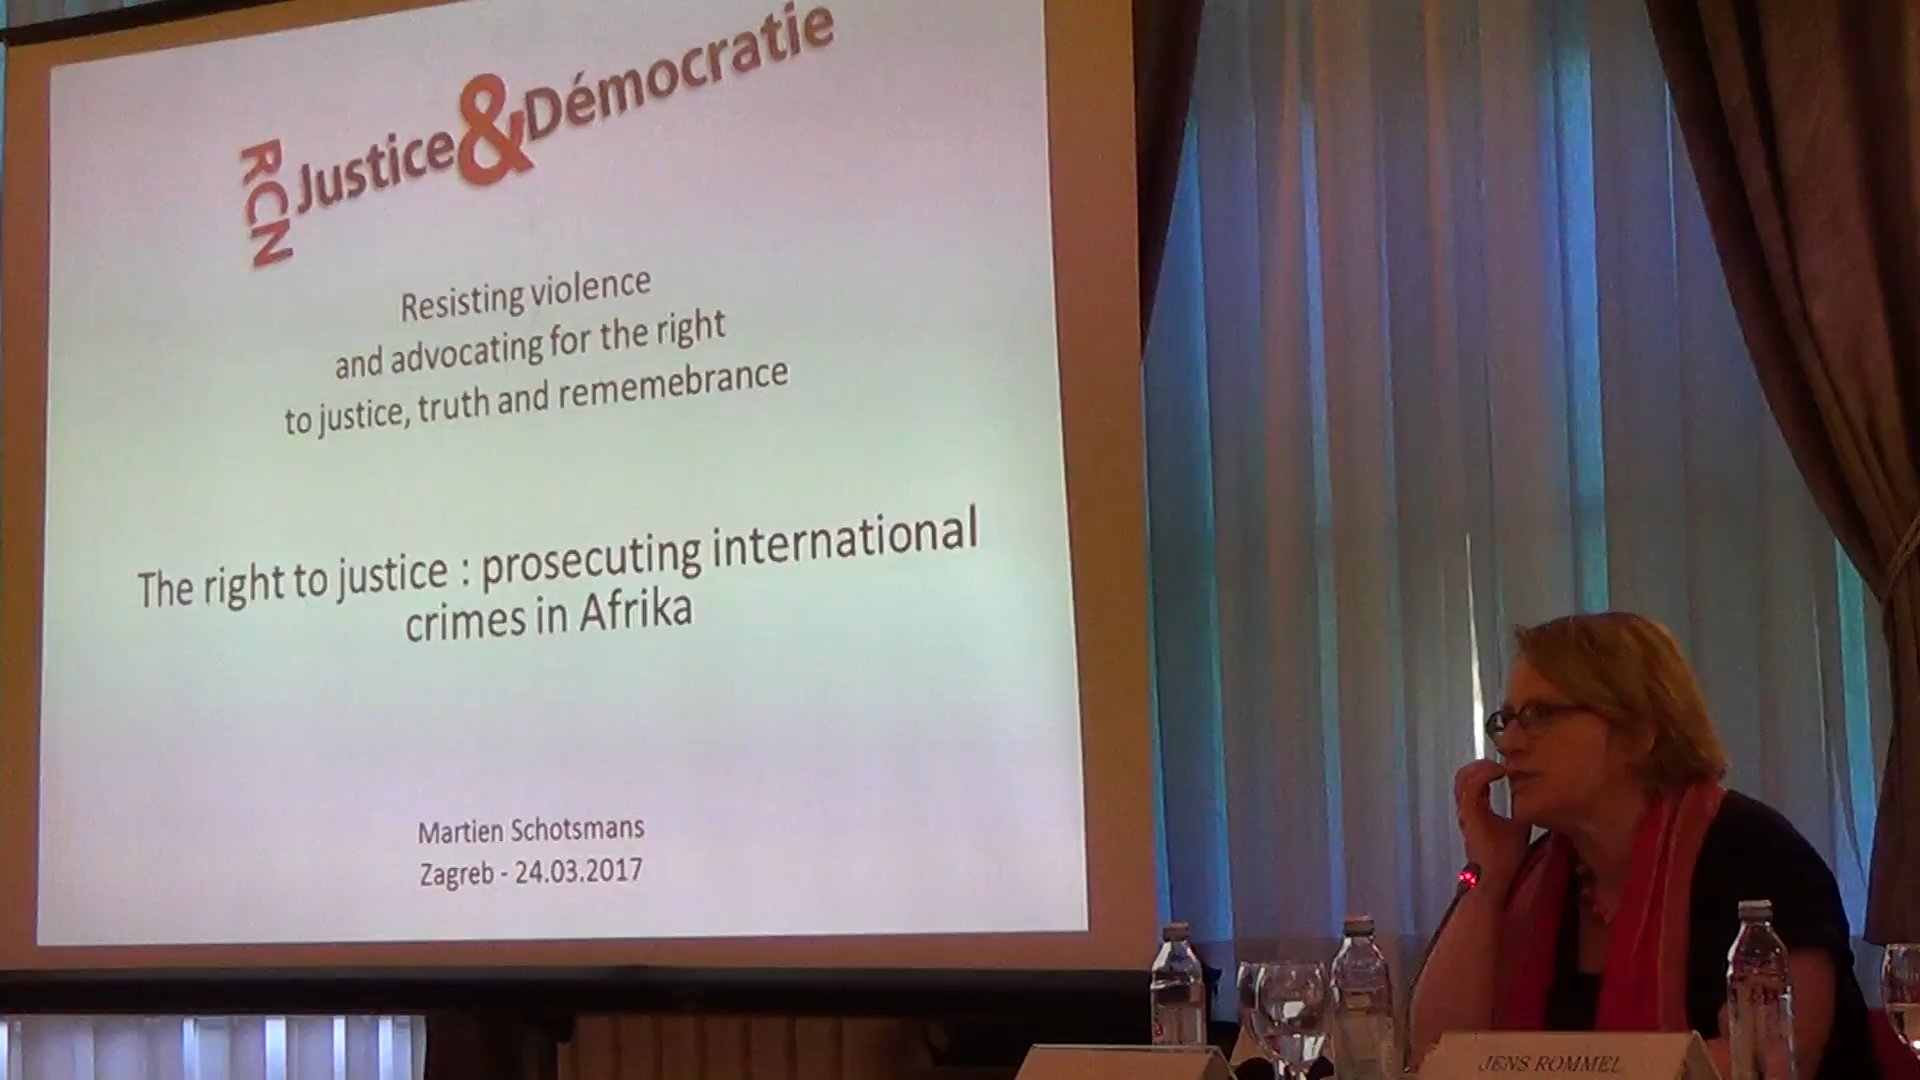 RCN Justice & Démocratie
Resisting violence
and advocating for the right
to justice, truth and rememebrance
The right to justice : prosecuting international
crimes in Afrika
Martien Schotsmans
Zagreb - 24.03.2017
JENS ROMMEL